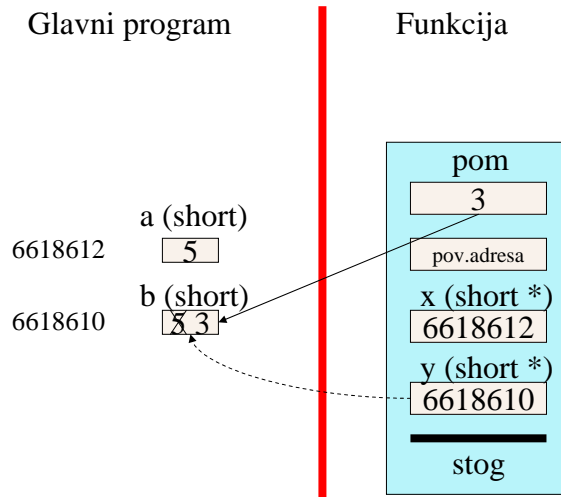 Glavni program
Funkcija
pom
3
a (short)
6618612
5
pov.adresa
b (short)
x (short *)
6618610
5 3
6618612
y (short *)
6618610
stog